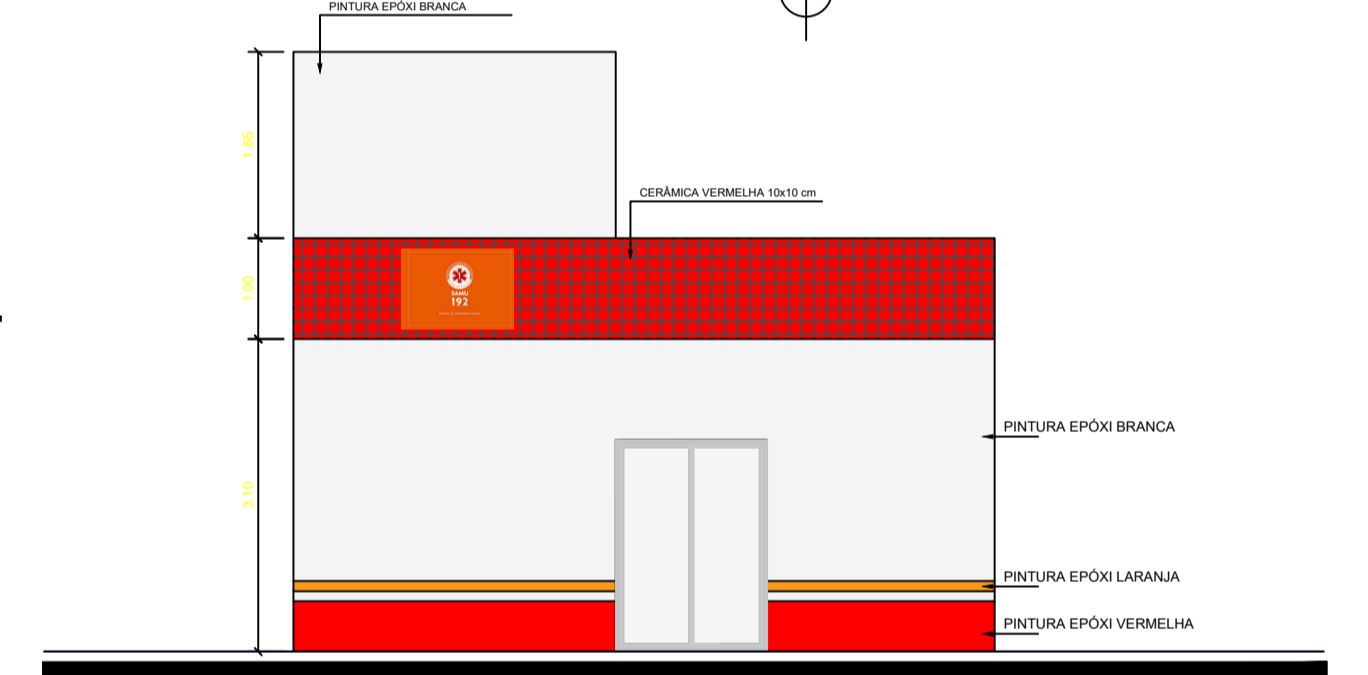 PINTURA EPÓXI BRANCA
1.85
CERÂMICA VERMELHA 10x10 cm
1.00
SAMU
192
3.10
PINTURA EPÓXI BRANCA
PINTURA EPÓXI LARANJA
PINTURA EPÓXI VERMELHA